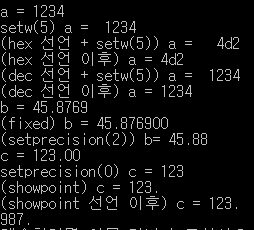 a = 1234
setw(5) a =  1234
(hex 선언 + setw(5)) a =   4d2
(hex 선언 이후) a = 4d2
(dec 선언 + setw(5)) a =  1234
(dec 선언 이후) a = 1234
b = 45.8769
(fixed) b = 45.876900
(setprecision(2)) b= 45.88
c = 123.00
setprecision(0) c = 123
(showpoint) c = 123.
(showpoint 선언 이후) c = 123.
987.